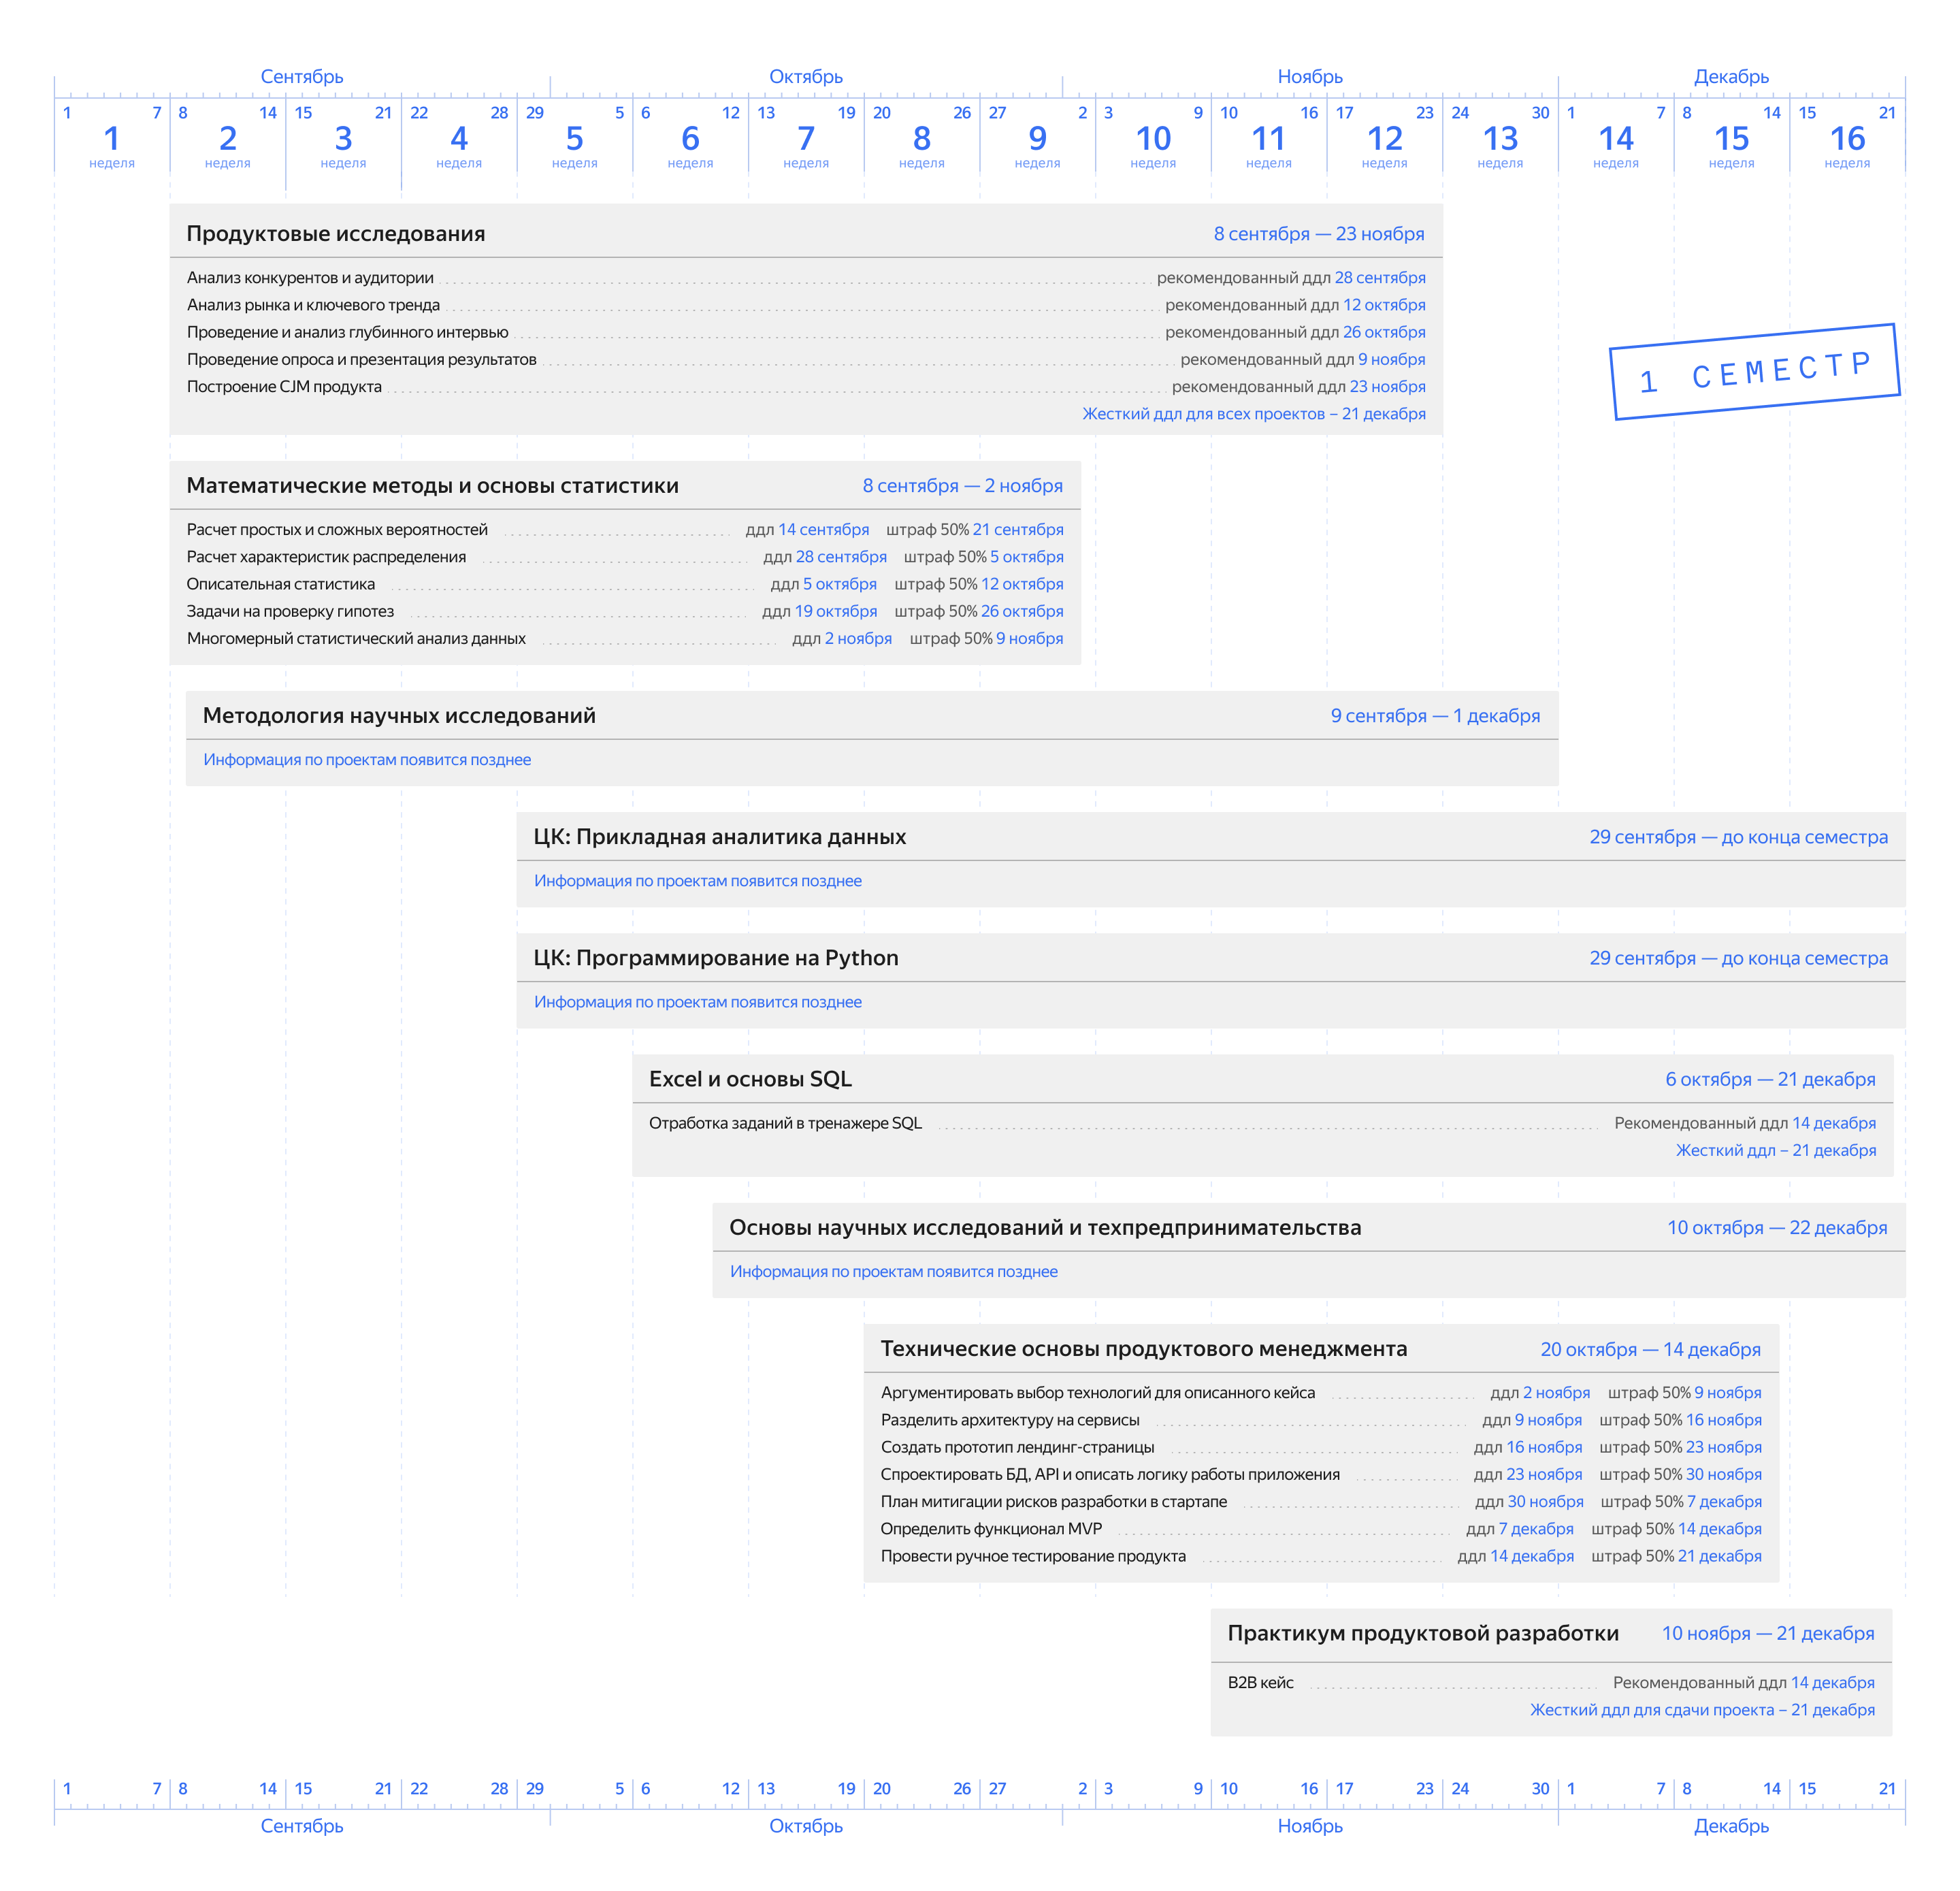 Сентябрь Октябрь Ноябрь Декабрь
1 7 8 14 15 21 22 28 29 5 6 12 13 19 20 26 27 2 3 9 10 16 17 23 24 30 1 7 8 14 15 21
1 2 3 4 5 6 7 8 9 10 11 12 13 14 15 16
неделя неделя неделя неделя неделя неделя неделя неделя неделя неделя неделя неделя неделя неделя неделя неделя
Продуктовые исследования 8 сентября — 23 ноября
Анализ конкурентов и аудитории рекомендованный ддл 28 сентября
Анализ рынка и ключевого тренда рекомендованный ддл 12 октября
Проведение и анализ глубинного интервью рекомендованный ддл 26 октября
Проведение опроса и презентация результатов рекомендованный ддл 9 ноября
Построение CJM продукта рекомендованный ддл 23 ноября
Жесткий ддл для всех проектов – 21 декабря
1 СЕМЕСТР
Математические методы и основы статистики 8 сентября — 2 ноября
Расчет простых и сложных вероятностей ддл 14 сентября штраф 50% 21 сентября
Расчет характеристик распределения ддл 28 сентября штраф 50% 5 октября
Описательная статистика ддл 5 октября штраф 50% 12 октября
Задачи на проверку гипотез ддл 19 октября штраф 50% 26 октября
Многомерный статистический анализ данных ддл 2 ноября штраф 50% 9 ноября
Методология научных исследований 9 сентября — 1 декабря
Информация по проектам появится позднее
ЦК: Прикладная аналитика данных 29 сентября — до конца семестра
Информация по проектам появится позднее
ЦК: Программирование на Python 29 сентября — до конца семестра
Информация по проектам появится позднее
Excel и основы SQL 6 октября — 21 декабря
Отработка заданий в тренажере SQL Рекомендованный ддл 14 декабря
Жесткий ддл – 21 декабря
Основы научных исследований и техпредпринимательства 10 октября — 22 декабря
Информация по проектам появится позднее
Технические основы продуктового менеджмента 20 октября — 14 декабря
Аргументировать выбор технологий для описанного кейса ддл 2 ноября штраф 50% 9 ноября
Разделить архитектуру на сервисы ддл 9 ноября штраф 50% 16 ноября
Создать прототип лендинг-страницы ддл 16 ноября штраф 50% 23 ноября
Спроектировать БД, API и описать логику работы приложения ддл 23 ноября штраф 50% 30 ноября
План митигации рисков разработки в стартапе ддл 30 ноября штраф 50% 7 декабря
Определить функционал MVP ддл 7 декабря штраф 50% 14 декабря
Провести ручное тестирование продукта ддл 14 декабря штраф 50% 21 декабря
Практикум продуктовой разработки 10 ноября — 21 декабря
B2B кейс Рекомендованный ддл 14 декабря
Жесткий ддл для сдачи проекта – 21 декабря
1 7 8 14 15 21 22 28 29 5 6 12 13 19 20 26 27 2 3 9 10 16 17 23 24 30 1 7 8 14 15 21
Сентябрь Октябрь Ноябрь Декабрь